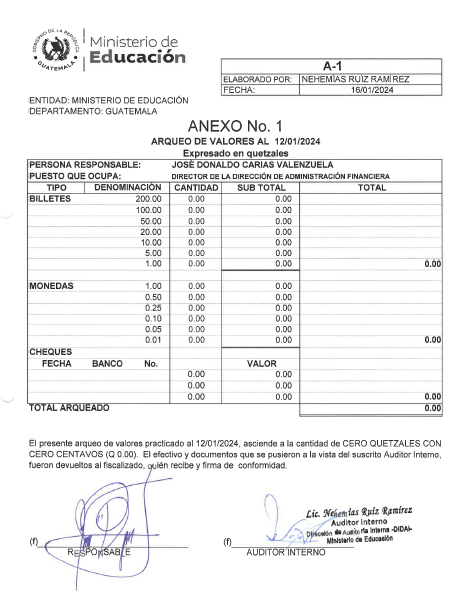 GOBIERNO DE LA REPÚBLICA
GUATEMALA
Ministerio de
Educación
A-1
ELABORADO POR: NEHEMÍAS RUÍZ RAMÍREZ
FECHA: 16/01/2024
ENTIDAD: MINISTERIO DE EDUCACIÓN
DEPARTAMENTO: GUATEMALA
ANEXO No. 1
ARQUEO DE VALORES AL 12/01/2024
Expresado en quetzales
PERSONA RESPONSABLE: JOSÉ DONALDO CARIAS VALENZUELA
PUESTO QUE OCUPA: DIRECTOR DE LA DIRECCIÓN DE ADMINISTRACIÓN FINANCIERA
TIPO DENOMINACIÓN CANTIDAD SUB TOTAL TOTAL
BILLETES 200.00 0.00 0.00
100.00 0.00 0.00
50.00 0.00 0.00
20.00 0.00 0.00
10.00 0.00 0.00
5.00 0.00 0.00
1.00 0.00 0.00 0.00
MONEDAS 1.00 0.00 0.00
0.50 0.00 0.00
0.25 0.00 0.00
0.10 0.00 0.00
0.05 0.00 0.00
0.01 0.00 0.00 0.00
CHEQUES
FECHA BANCO No. VALOR
0.00 0.00
0.00 0.00
0.00 0.00 0.00
TOTAL ARQUEADO 0.00
El presente arqueo de valores practicado al 12/01/2024, asciende a la cantidad de CERO QUETZALES CON
CERO CENTAVOS (Q 0.00). El efectivo y documentos que se pusieron a la vista del suscrito Auditor Interno,
fueron devueltos al fiscalizado, quién recibe y firma de conformidad.
Lic. Nehemías Ruíz Ramírez
Auditor Interno
Dirección de Auditoría Interna -DIDAI-
Ministerio de Educación
(f) (f)
RESPONSABLE AUDITOR INTERNO